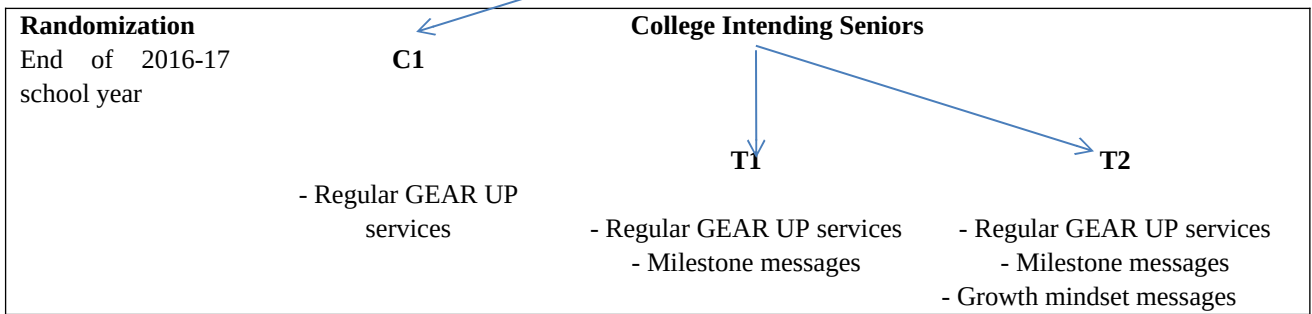 Randomization
College Intending Seniors
End of 2016-17
school year
C1
T1
T2
- Regular GEAR UP
services
- Regular GEAR UP services
- Milestone messages
- Regular GEAR UP services
- Milestone messages
- Growth mindset messages